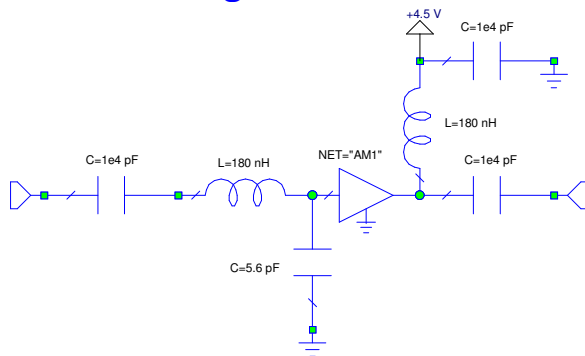 +4.5 V
C=1e4 pF
L=180 nH
NET="AM1"
C=1e4 pF
L=180 nH
C=1e4 pF
C=5.6 pF